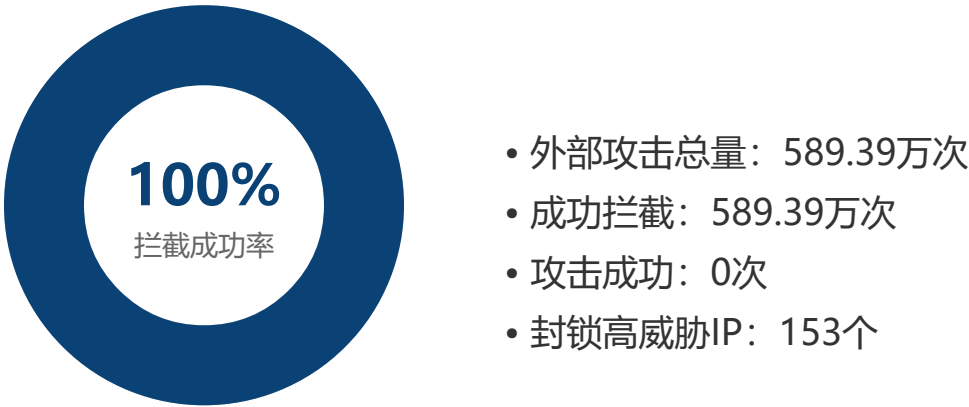 100%
拦截成功率
• 外部攻击总量：589.39万次
• 成功拦截：589.39万次
• 攻击成功：0次
• 封锁高威胁IP：153个